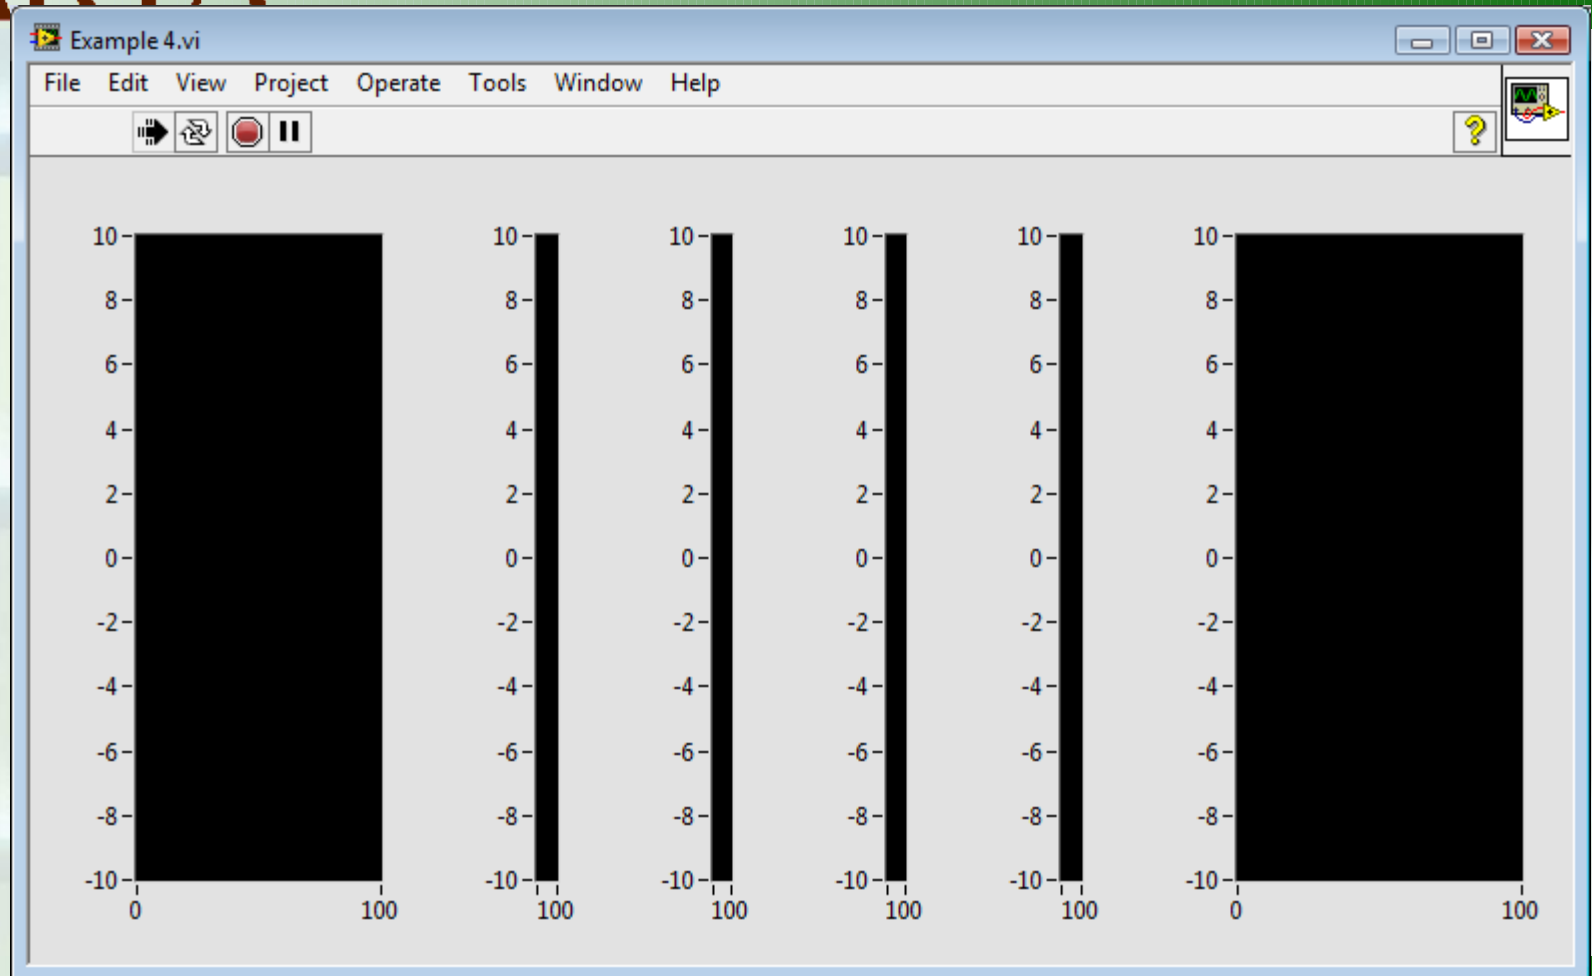 Example 4.vi
File Edit View Project Operate Tools Window Help
?
10 10 10 10 10 10
8 8 8 8 8 8
6 6 6 6 6 6
4 4 4 4 4 4
2 2 2 2 2 2
0 0 0 0 0 0
-2 -2 -2 -2 -2 -2
-4 -4 -4 -4 -4 -4
-6 -6 -6 -6 -6 -6
-8 -8 -8 -8 -8 -8
-10 -10 -10 -10 -10 -10
0 100 100 100 100 100 0 100